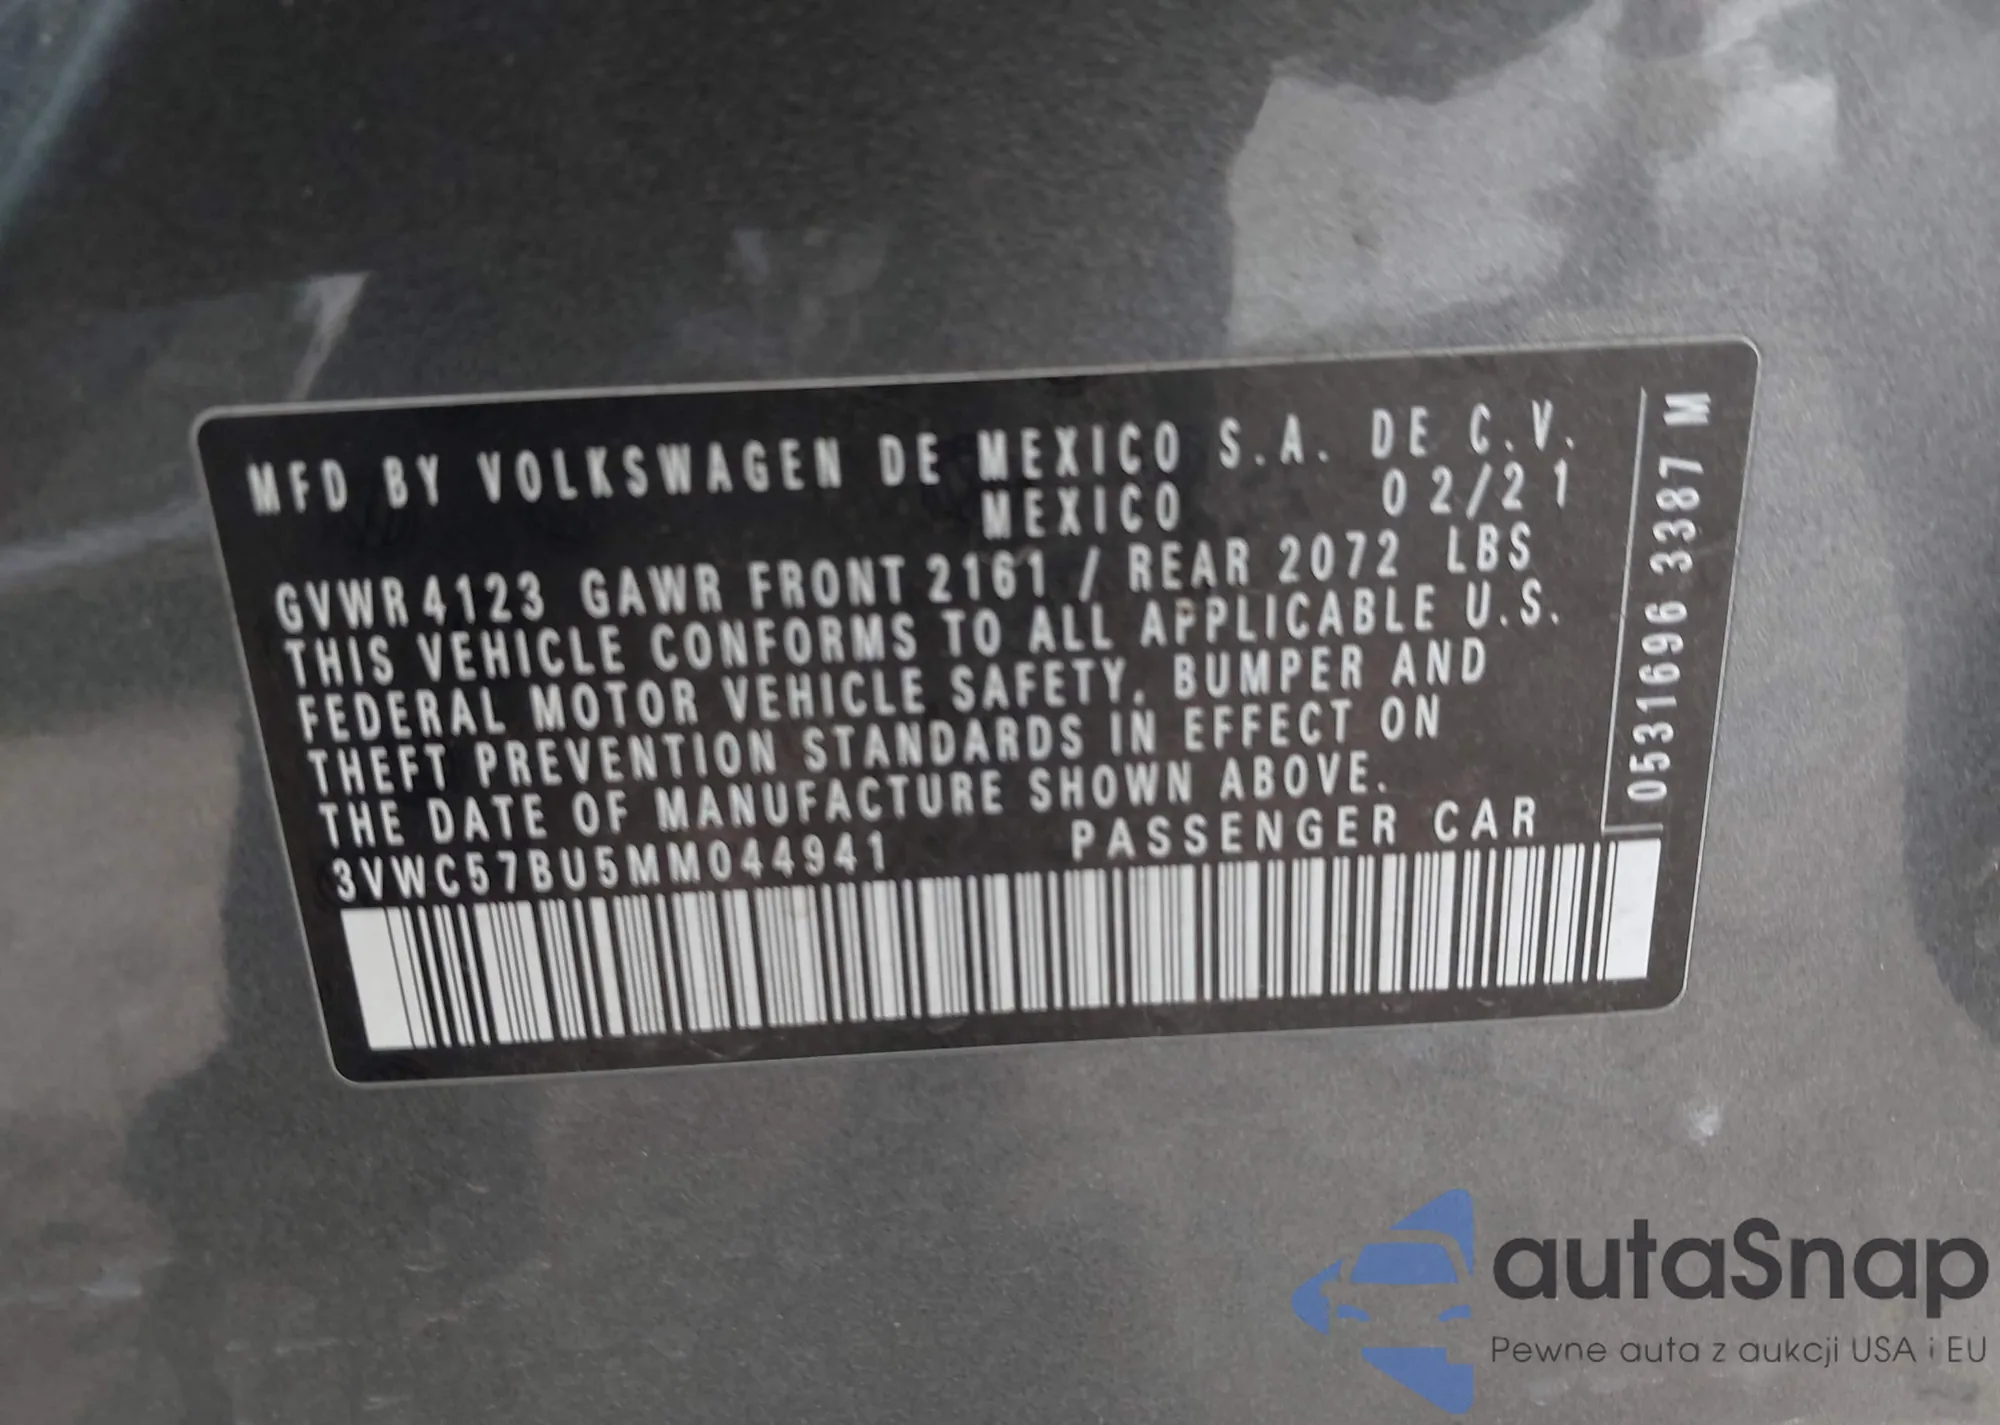 MFD BY VOLKSWAGEN DE MEXICO S.A. DE C.V.
MEXICO 02/21
GVWR 4123 GAWR FRONT 2161 / REAR 2072 LBS
THIS VEHICLE CONFORMS TO ALL APPLICABLE U.S.
FEDERAL MOTOR VEHICLE SAFETY, BUMPER AND
THEFT PREVENTION STANDARDS IN EFFECT ON
THE DATE OF MANUFACTURE SHOWN ABOVE.
3VWC57BU5MM044941 PASSENGER CAR
0531696 3387 M
autaSnap
Pewne auta z aukcji USA i EU